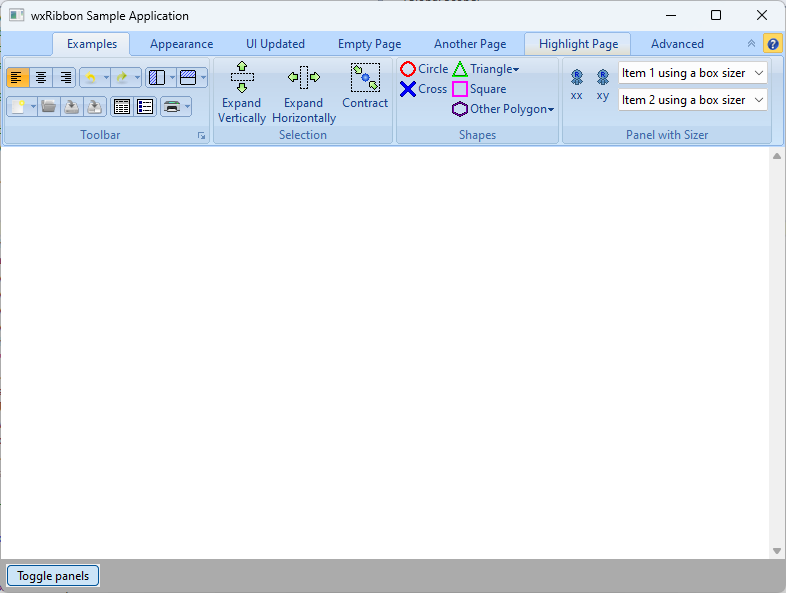 wxRibbon Sample Application
Examples Appearance UI Updated Empty Page Another Page Highlight Page Advanced
Expand Vertically
Expand Horizontally
Contract
Circle
Triangle
Cross
Square
Other Polygon
xx
xy
Item 1 using a box sizer
Item 2 using a box sizer
Toolbar
Selection
Shapes
Panel with Sizer
Toggle panels